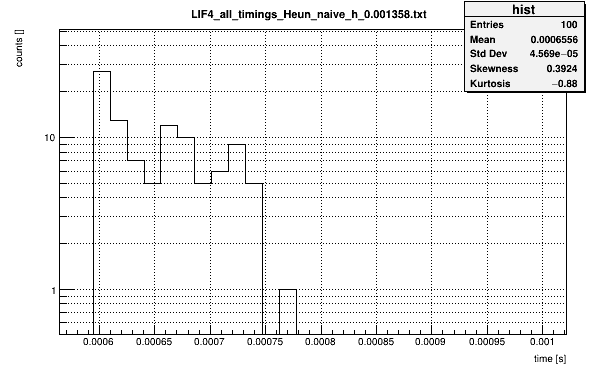 LIF4_all_timings_Heun_naive_h_0.001358.txt
hist
Entries 100
Mean 0.0006556
Std Dev 4.569e−05
Skewness 0.3924
Kurtosis −0.88
counts []
10
1
0.0006 0.00065 0.0007 0.00075 0.0008 0.00085 0.0009 0.00095 0.001
time [s]